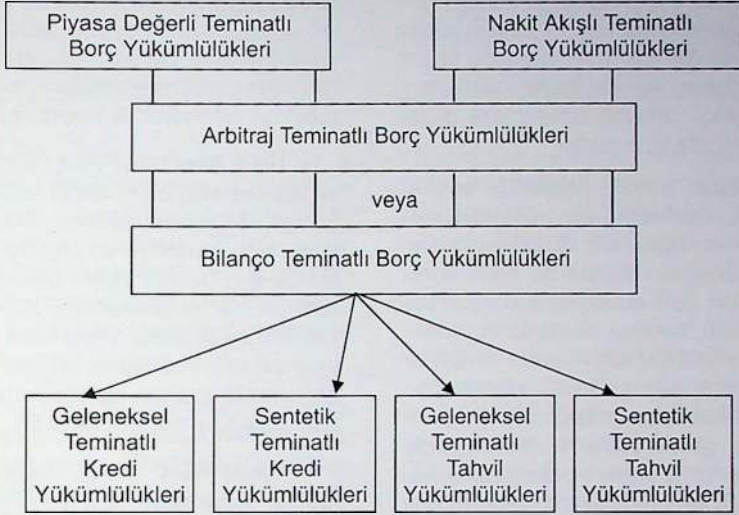 Piyasa Değerli Teminatlı
Borç Yükümlülükleri
Nakit Akışlı Teminatlı
Borç Yükümlülükleri
Arbitraj Teminatlı Borç Yükümlülükleri
veya
Bilanço Teminatlı Borç Yükümlülükleri
Geleneksel
Teminatlı
Kredi
Yükümlülükleri
Sentetik
Teminatlı
Kredi
Yükümlülükleri
Geleneksel
Teminatlı
Tahvil
Yükümlülükleri
Sentetik
Teminatlı
Tahvil
Yükümlülükleri